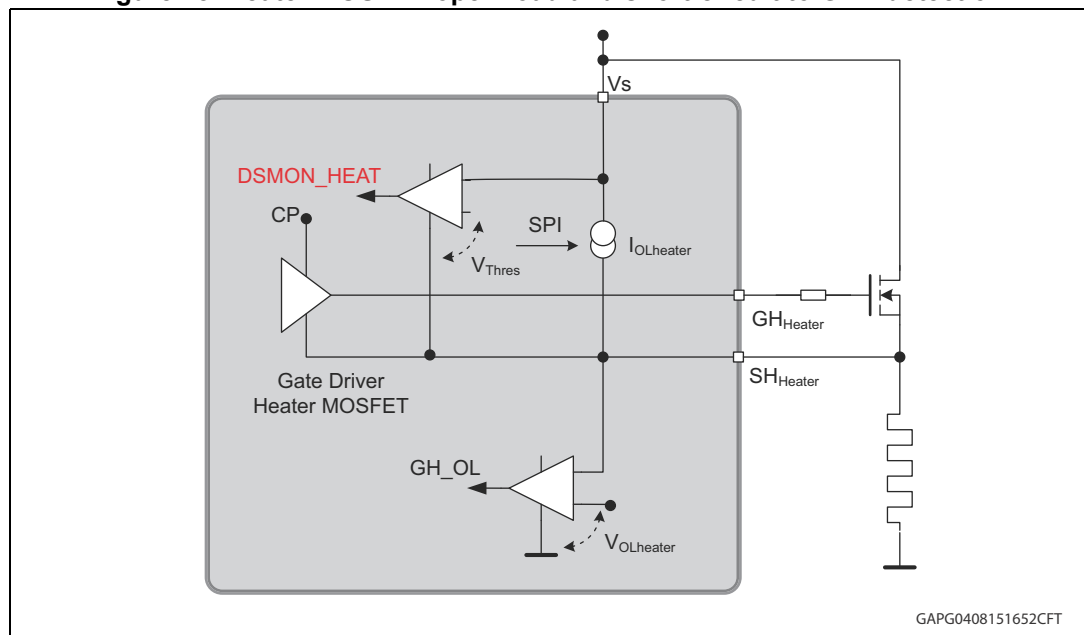 Vs
DSMON_HEAT
CP
SPI
I_OLheater
V_Thres
GH_Heater
SH_Heater
Gate Driver
Heater MOSFET
GH_OL
V_OLheater
GAPG0408151652CFT